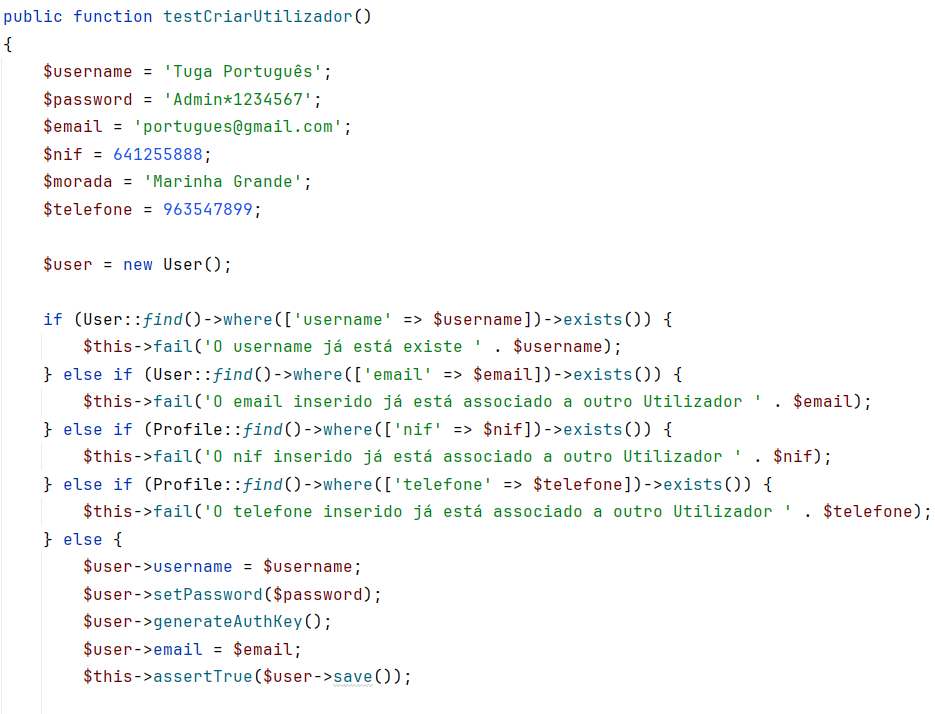 public function testCriarUtilizador()
{
    $username = 'Tuga Português';
    $password = 'Admin*1234567';
    $email = 'portugues@gmail.com';
    $nif = 641255888;
    $morada = 'Marinha Grande';
    $telefone = 963547899;

    $user = new User();

    if (User::find()->where(['username' => $username])->exists()) {
        $this->fail('O username já está existe ' . $username);
    } else if (User::find()->where(['email' => $email])->exists()) {
        $this->fail('O email inserido já está associado a outro Utilizador ' . $email);
    } else if (Profile::find()->where(['nif' => $nif])->exists()) {
        $this->fail('O nif inserido já está associado a outro Utilizador ' . $nif);
    } else if (Profile::find()->where(['telefone' => $telefone])->exists()) {
        $this->fail('O telefone inserido já está associado a outro Utilizador ' . $telefone);
    } else {
        $user->username = $username;
        $user->setPassword($password);
        $user->generateAuthKey();
        $user->email = $email;
        $this->assertTrue($user->save());